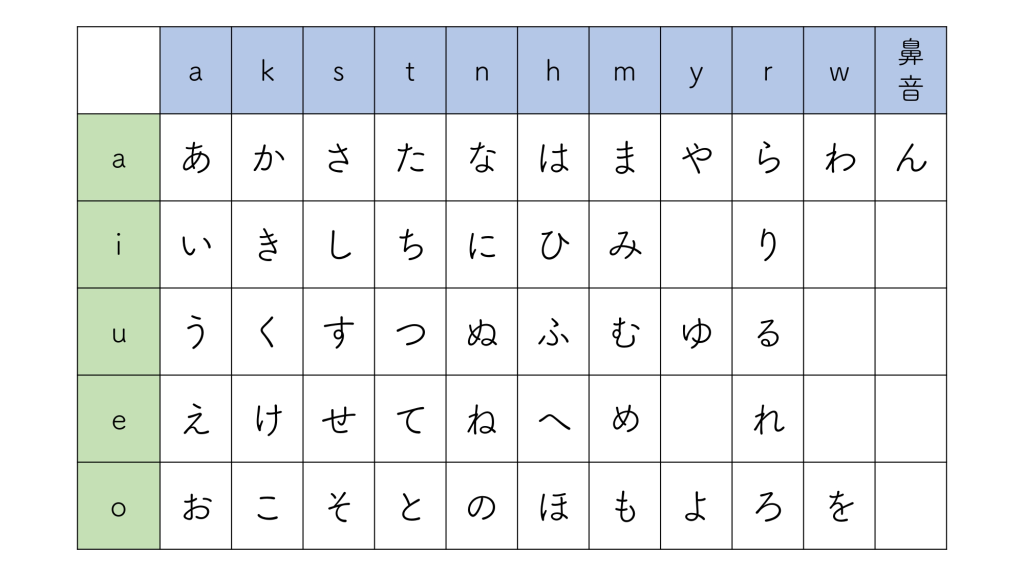 a k s t n h m y r w 鼻音
a あ か さ た な は ま や ら わ ん
i い き し ち に ひ み り
u う く す つ ぬ ふ む ゆ る
e え け せ て ね へ め れ
o お こ そ と の ほ も よ ろ を